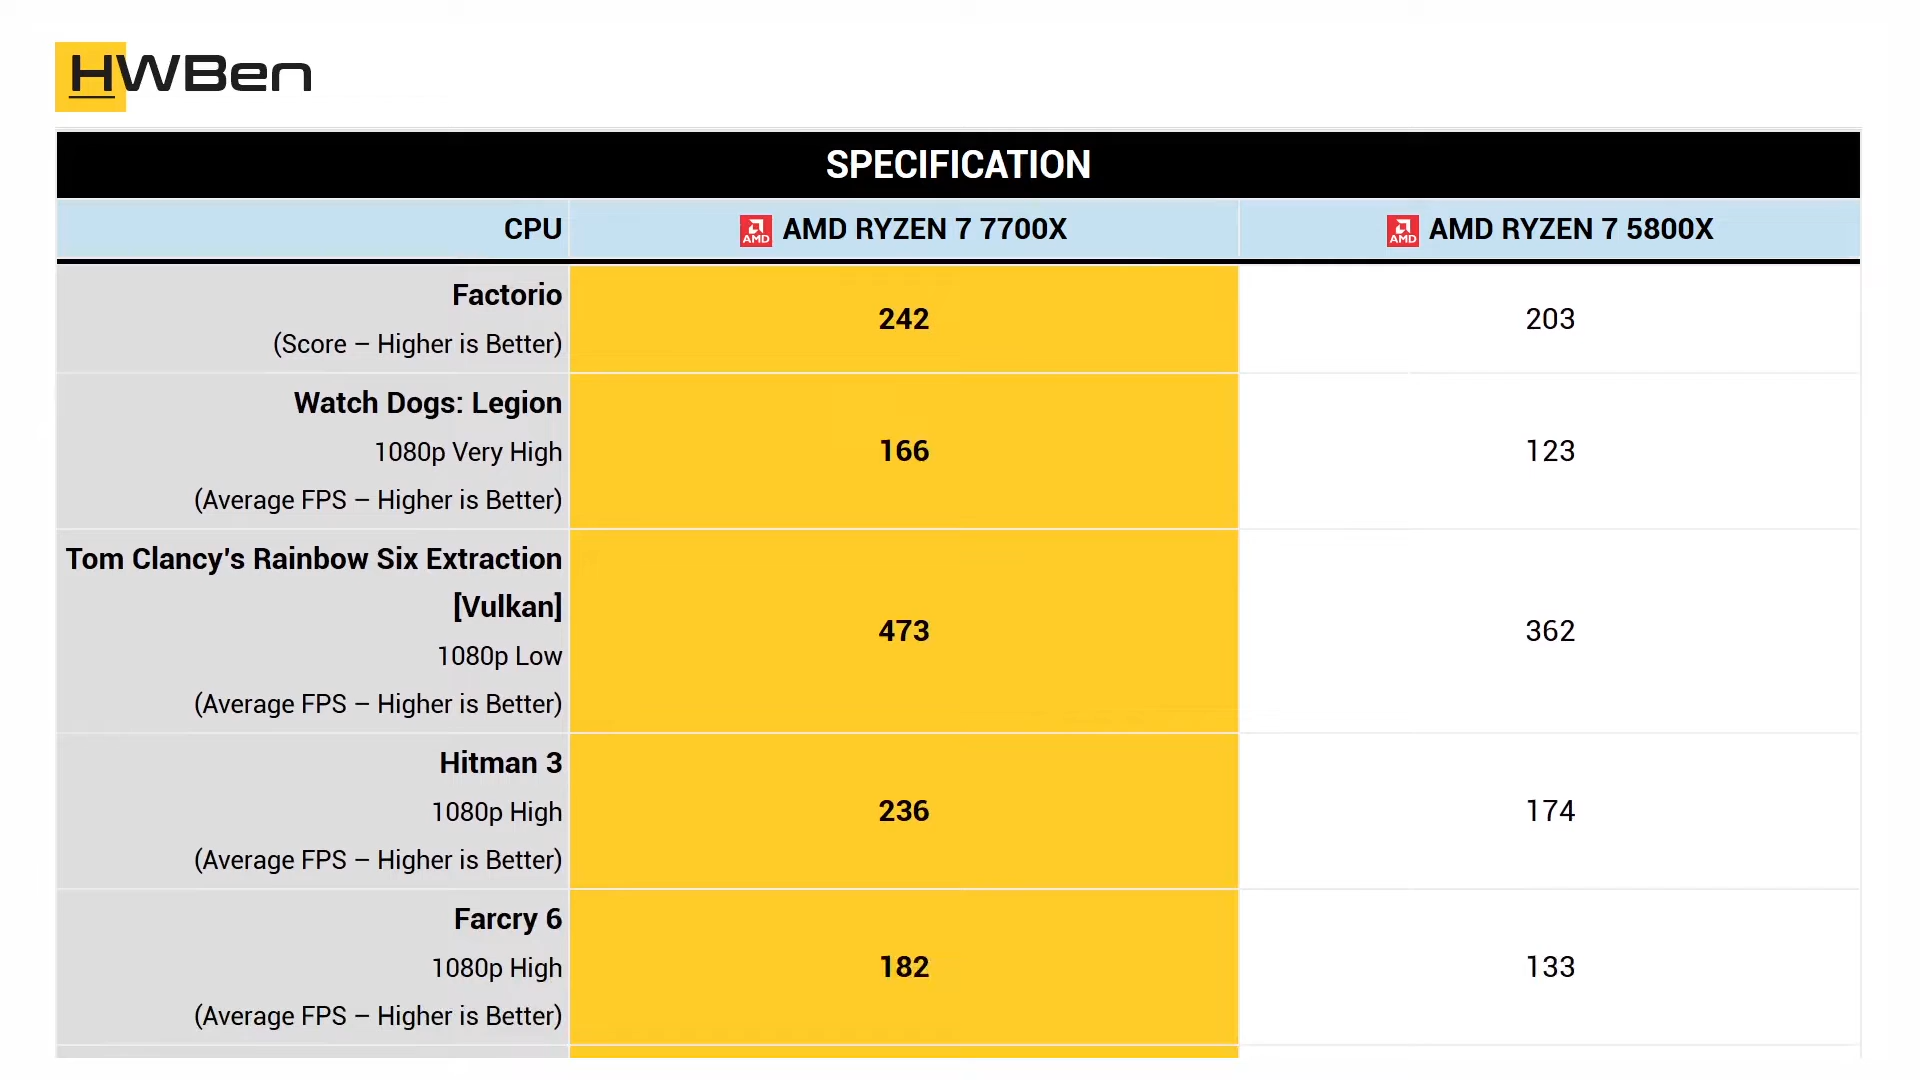 HWBen
SPECIFICATION
CPU
AMD AMD RYZEN 7 7700X
AMD AMD RYZEN 7 5800X
Factorio
(Score – Higher is Better)
242
203
Watch Dogs: Legion
1080p Very High
(Average FPS – Higher is Better)
166
123
Tom Clancy’s Rainbow Six Extraction
[Vulkan]
1080p Low
(Average FPS – Higher is Better)
473
362
Hitman 3
1080p High
(Average FPS – Higher is Better)
236
174
Farcry 6
1080p High
(Average FPS – Higher is Better)
182
133